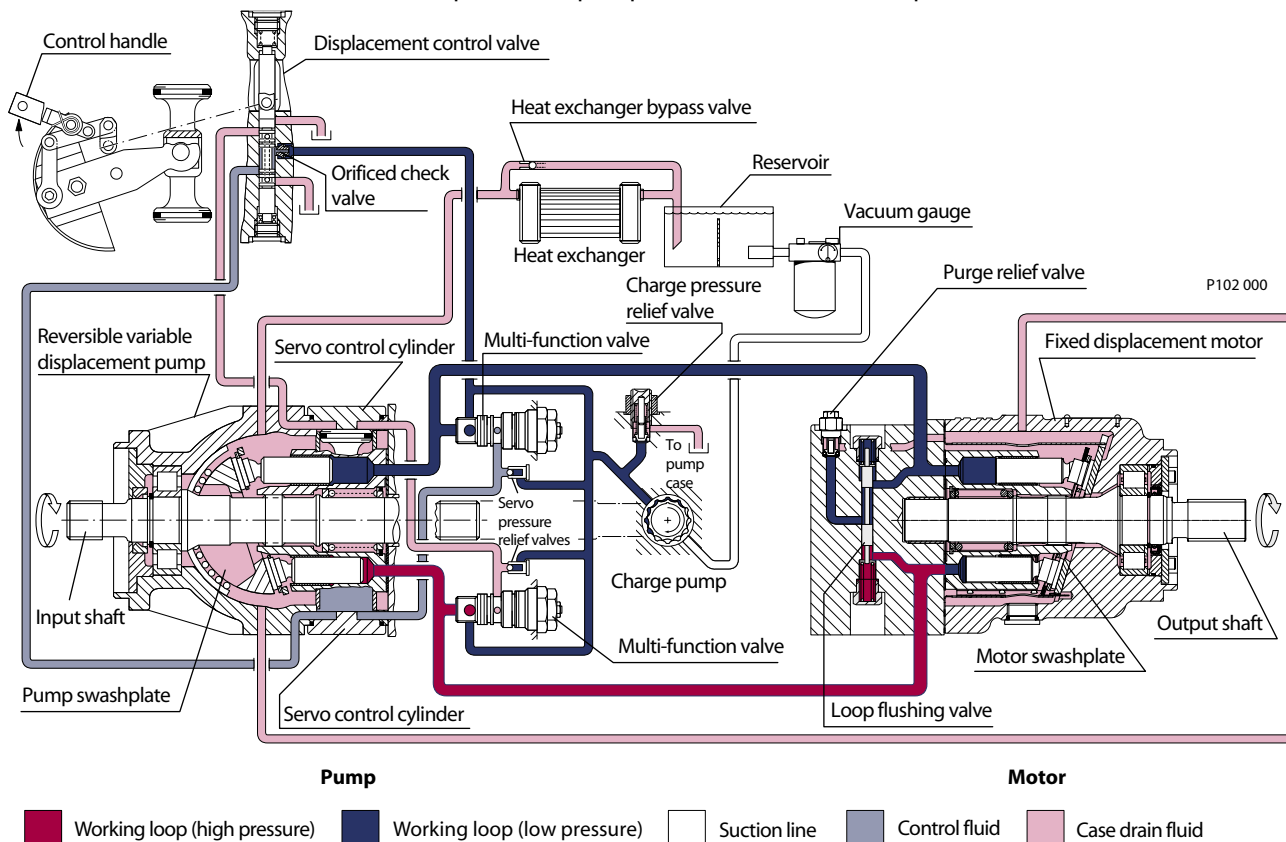 Control handle
Displacement control valve
Heat exchanger bypass valve
Reservoir
Orificed check
valve
Vacuum gauge
Heat exchanger
Purge relief valve
Charge pressure
relief valve
P102 000
Reversible variable
displacement pump
Servo control cylinder
Multi-function valve
Fixed displacement motor
To
pump
case
Servo
pressure
relief valves
Charge pump
Input shaft
Output shaft
Multi-function valve
Motor swashplate
Pump swashplate
Servo control cylinder
Loop flushing valve
Pump
Motor
Working loop (high pressure)
Working loop (low pressure)
Suction line
Control fluid
Case drain fluid